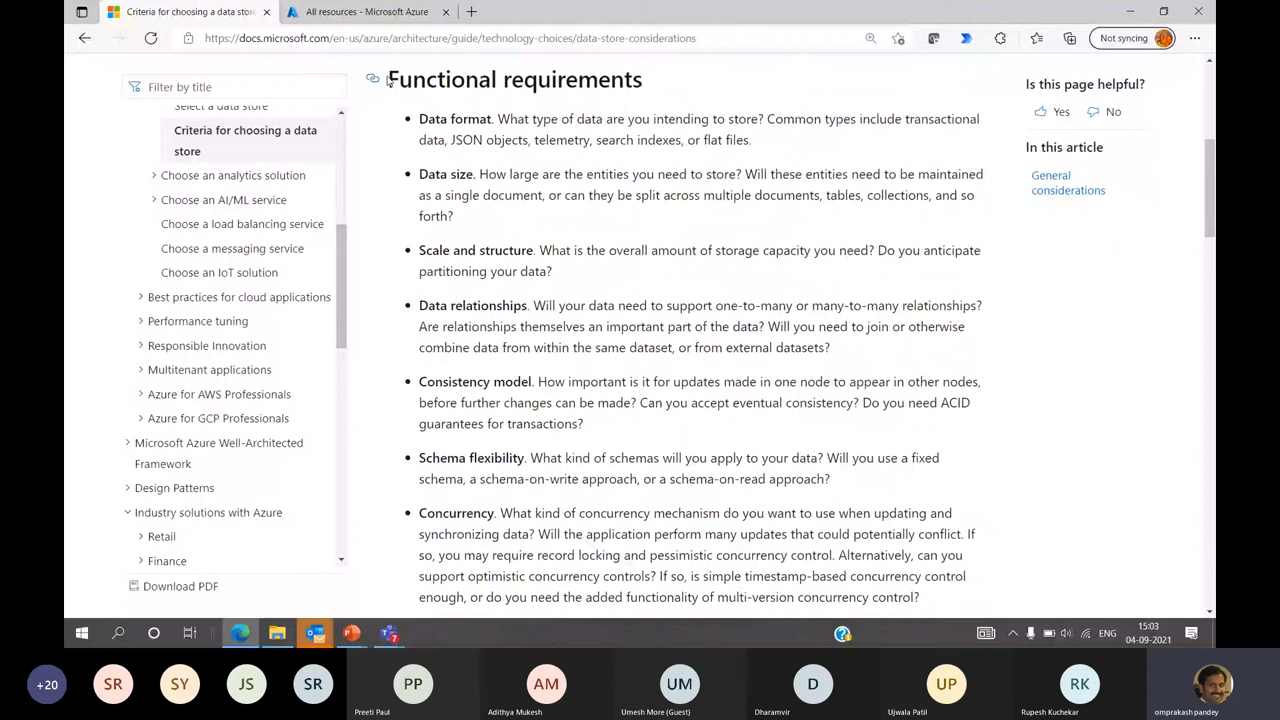 Criteria for choosing a data stor
All resources - Microsoft Azure
https://docs.microsoft.com/en-us/azure/architecture/guide/technology-choices/data-store-considerations
Not syncing
Filter by title
Select a data store
Criteria for choosing a data
store
Choose an analytics solution
Choose an AI/ML service
Choose a load balancing service
Choose a messaging service
Choose an IoT solution
Best practices for cloud applications
Performance tuning
Responsible Innovation
Multitenant applications
Azure for AWS Professionals
Azure for GCP Professionals
Microsoft Azure Well-Architected
Framework
Design Patterns
Industry solutions with Azure
Retail
Finance
Download PDF
Functional requirements
Data format. What type of data are you intending to store? Common types include transactional
data, JSON objects, telemetry, search indexes, or flat files.
Data size. How large are the entities you need to store? Will these entities need to be maintained
as a single document, or can they be split across multiple documents, tables, collections, and so
forth?
Scale and structure. What is the overall amount of storage capacity you need? Do you anticipate
partitioning your data?
Data relationships. Will your data need to support one-to-many or many-to-many relationships?
Are relationships themselves an important part of the data? Will you need to join or otherwise
combine data from within the same dataset, or from external datasets?
Consistency model. How important is it for updates made in one node to appear in other nodes,
before further changes can be made? Can you accept eventual consistency? Do you need ACID
guarantees for transactions?
Schema flexibility. What kind of schemas will you apply to your data? Will you use a fixed
schema, a schema-on-write approach, or a schema-on-read approach?
Concurrency. What kind of concurrency mechanism do you want to use when updating and
synchronizing data? Will the application perform many updates that could potentially conflict. If
so, you may require record locking and pessimistic concurrency control. Alternatively, can you
support optimistic concurrency controls? If so, is simple timestamp-based concurrency control
enough, or do you need the added functionality of multi-version concurrency control?
Is this page helpful?
Yes
No
In this article
General
considerations
ENG
15:03
04-09-2021
+20
SR
SY
JS
SR
PP
Preeti Paul
AM
Adithya Mukesh
UM
Umesh More (Guest)
D
Dharamvir
UP
Ujwala Patil
RK
Rupesh Kuchekar
omprakash pandey